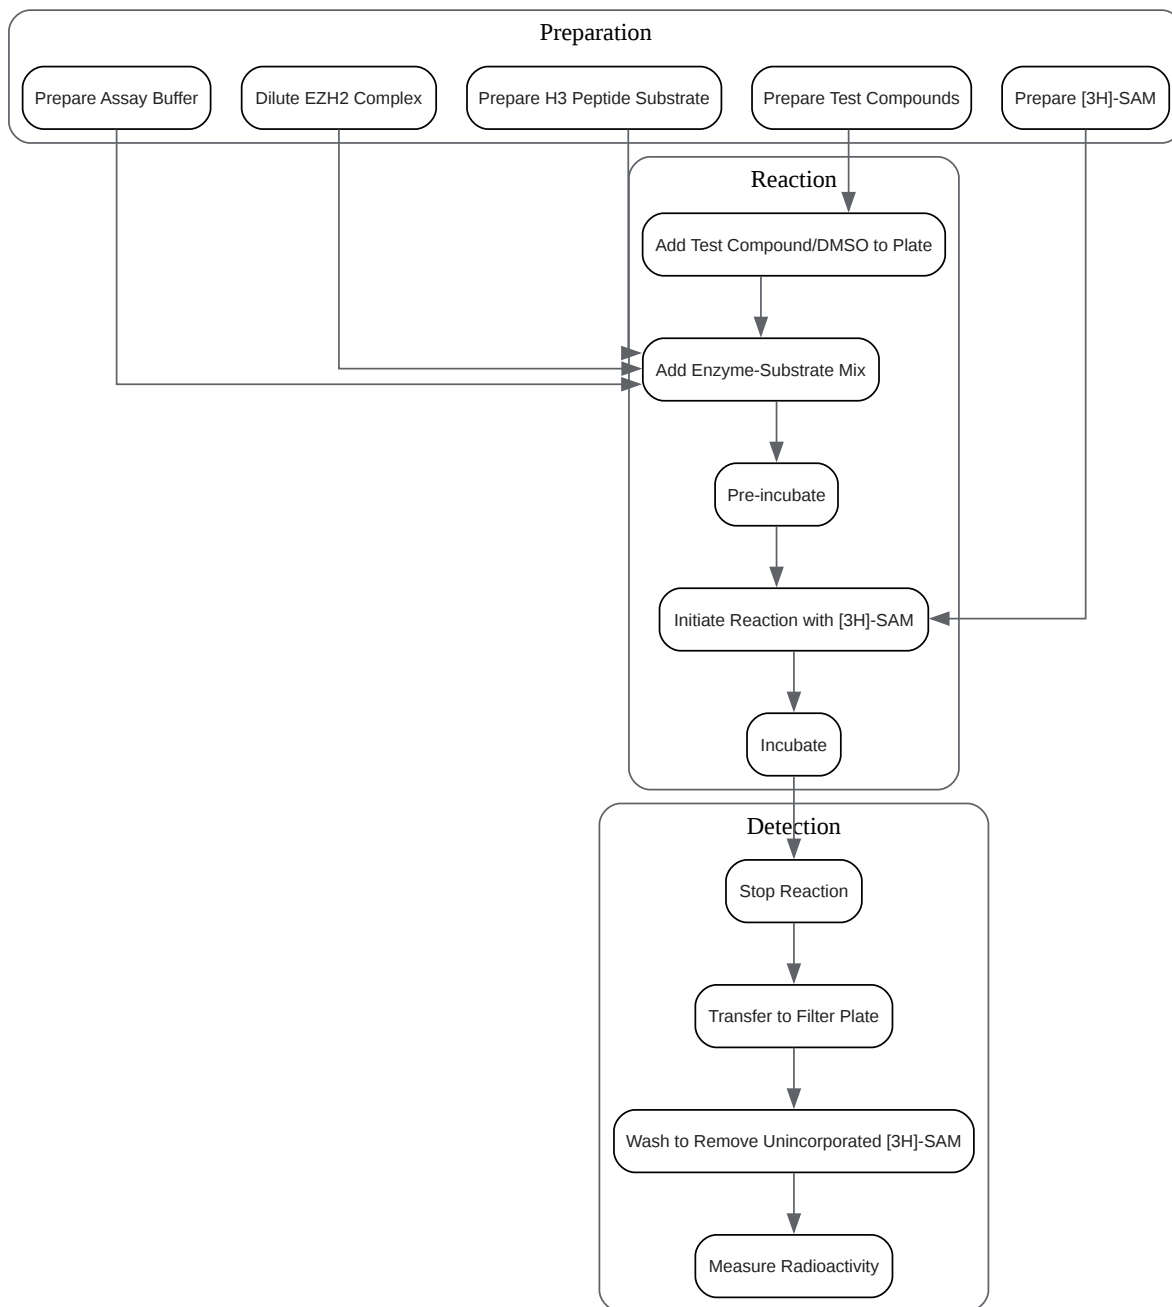 Preparation
Prepare Assay Buffer
Dilute EZH2 Complex
Prepare H3 Peptide Substrate
Prepare Test Compounds
Prepare [3H]-SAM
Reaction
Add Test Compound/DMSO to Plate
Add Enzyme-Substrate Mix
Pre-incubate
Initiate Reaction with [3H]-SAM
Incubate
Detection
Stop Reaction
Transfer to Filter Plate
Wash to Remove Unincorporated [3H]-SAM
Measure Radioactivity